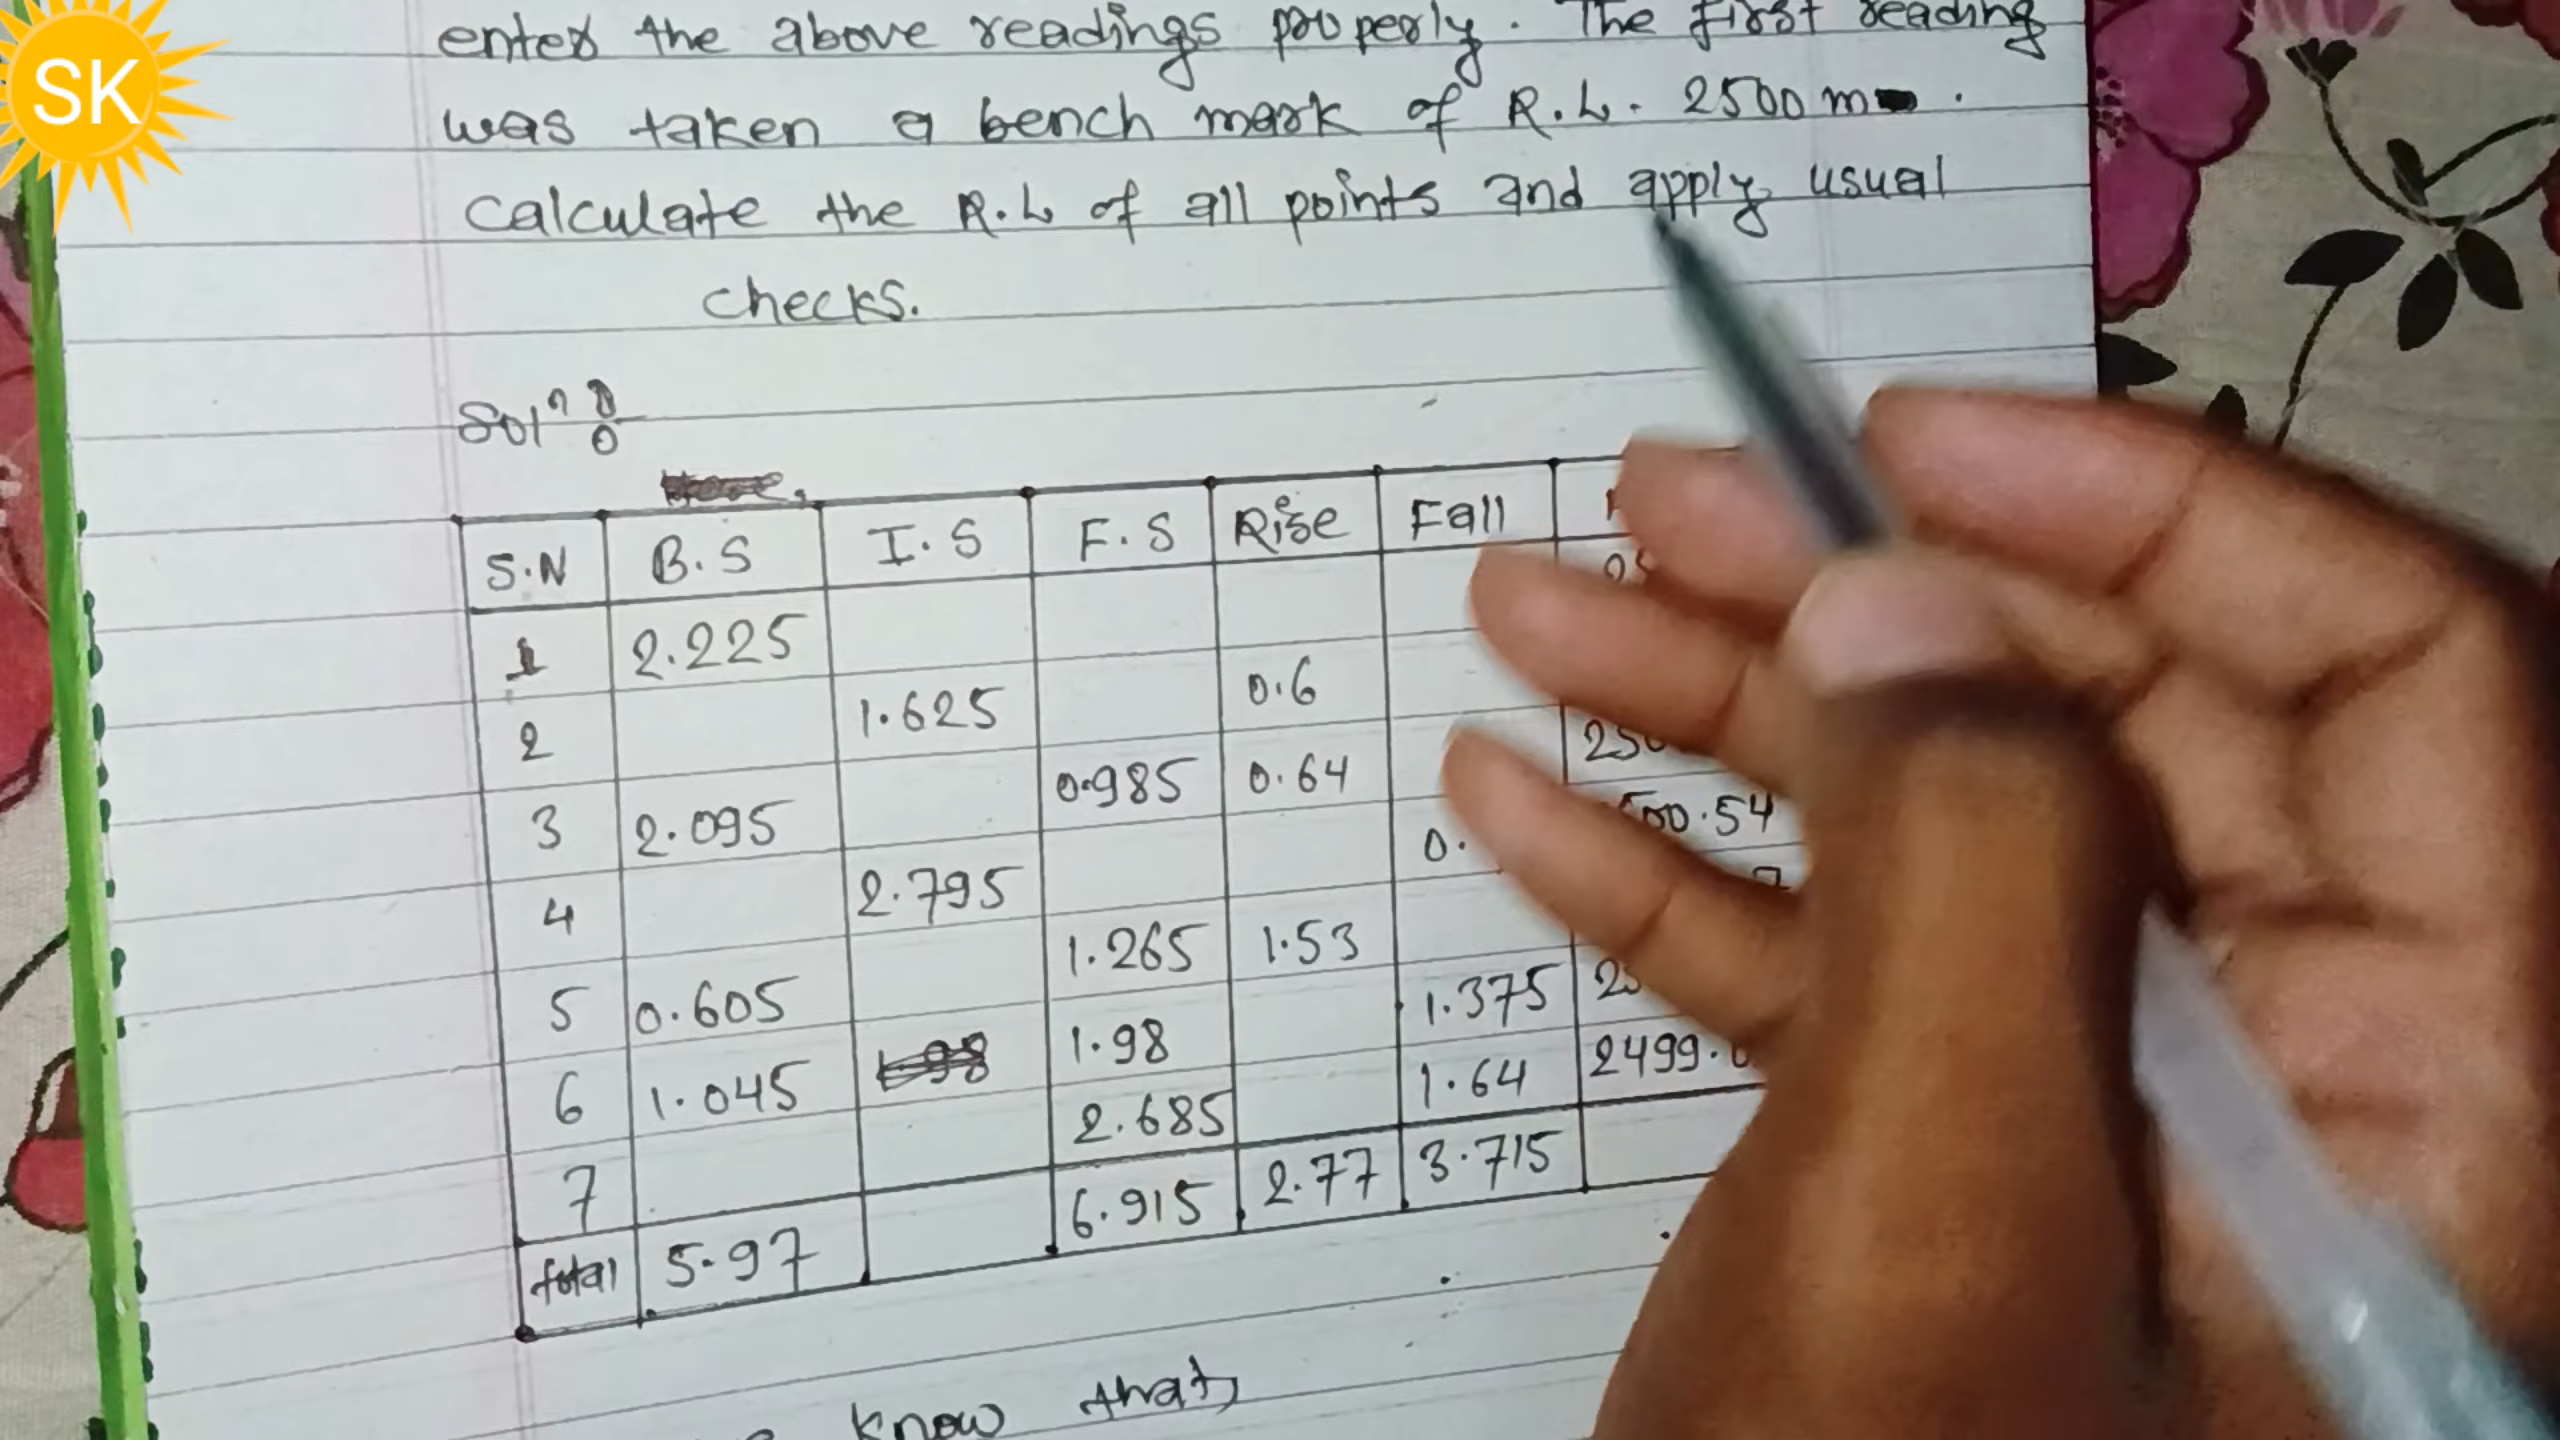 SK
enter the above readings properly. The first reading
was taken a bench mark of R.L. 2500 m
calculate the R.L of all points and apply usual
checks.
Solⁿ:
S.N B.S I.S F.S Rise Fall
1 2.225
2 1.625 0.6
3 2.095 0.985 0.64
4 2.795
5 0.605 1.265 1.53
6 1.045 1.98 1.375
7 2.685 1.64
total 5.97 6.915 2.77 3.715
know that,